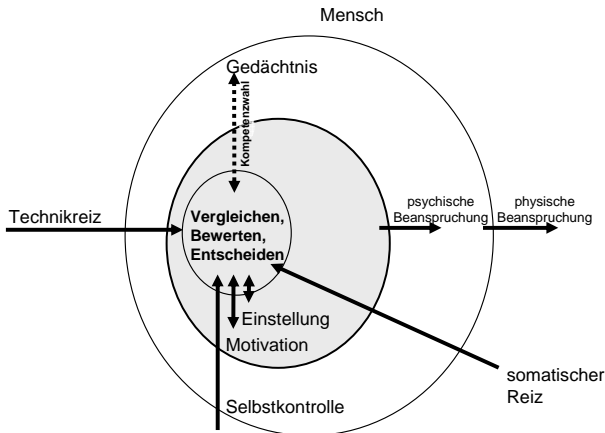 Mensch
Gedächtnis
Kompetenzwahl
Technikreiz
Vergleichen,
Bewerten,
Entscheiden
psychische
Beanspruchung
physische
Beanspruchung
Einstellung
Motivation
Selbstkontrolle
somatischer
Reiz